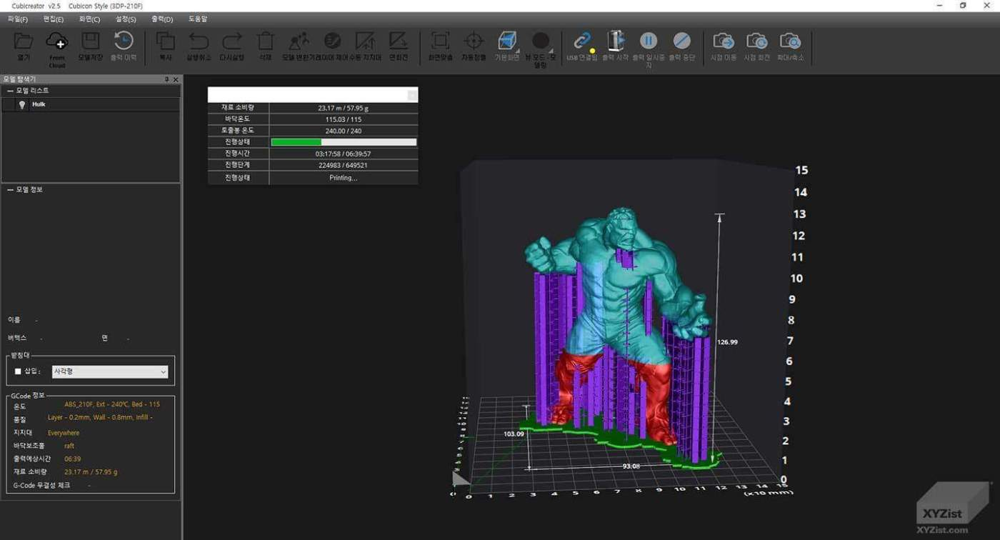 Cubicreator v2.5 Cubicon Style (3DP-210F)
파일(F) 편집(E) 화면(C) 설정(S) 출력(D) 도움말
열기 From Cloud 모델저장 출력 이력 복사 실행취소 다시실행 삭제 모델 변환 수동 지지대 면회전 화면맞춤 자동정렬 기본화면 뷰 모드 - 모델링 USB 연결됨 출력 시작 출력 일시중지 출력 중단 시점 이동 시점 회전 확대/축소
모델 탐색기
모델 리스트
Hulk
재료 소비량 23.17 m / 57.95 g
바닥온도 115.03 / 115
토출봉 온도 240.00 / 240
진행상태
진행시간 03:17:58 / 06:39:57
진행단계 224983 / 649521
진행상태 Printing...
모델 정보
이름 -
버텍스 - 면 -
받침대
삽입 : 사각형
GCode 정보
온도 ABS_210F, Ext - 240℃, Bed - 115
품질 Layer - 0.2mm, Wall - 0.8mm, Infill -
지지대 Everywhere
바닥보조물 raft
출력예상시간 06:39
재료 소비량 23.17 m / 57.95 g
G-Code 무결성 체크 -
15
14
13
12
11
10
9
8
7
6
5
4
3
2
1
0
126.99
103.09
93.08
0 0 1 2 3 4 5 6 7 8 9 10 11 12 13 14 15
(x10 mm)
XYZist
XYZist.com